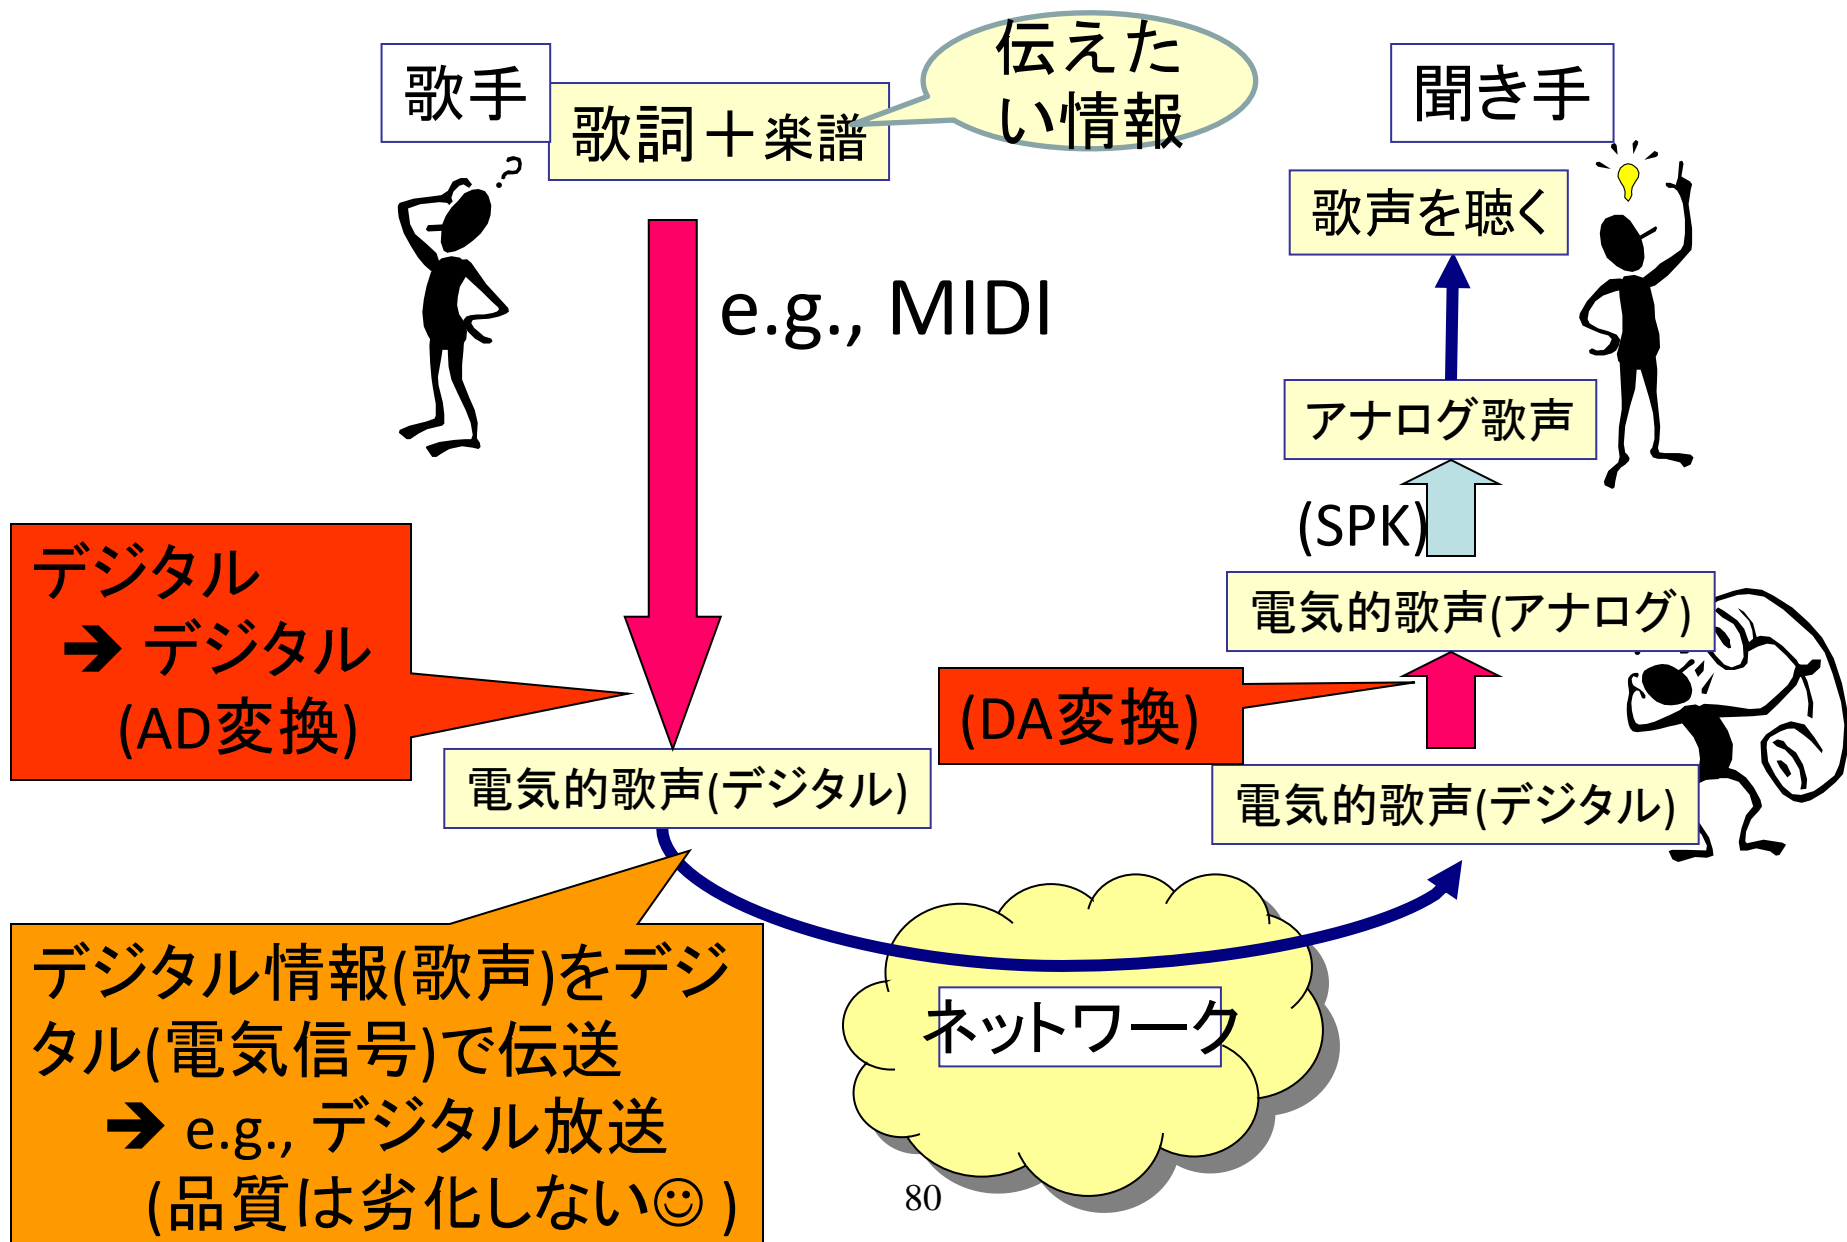 歌手
歌詞＋楽譜
伝えた
い情報
聞き手
?
歌声を聴く
e.g., MIDI
アナログ歌声
(SPK)
電気的歌声(アナログ)
デジタル
➔ デジタル
(AD変換)
(DA変換)
電気的歌声(デジタル)
電気的歌声(デジタル)
デジタル情報(歌声)をデジ
タル(電気信号)で伝送
➔ e.g., デジタル放送
(品質は劣化しない☺ )
ネットワーク
80